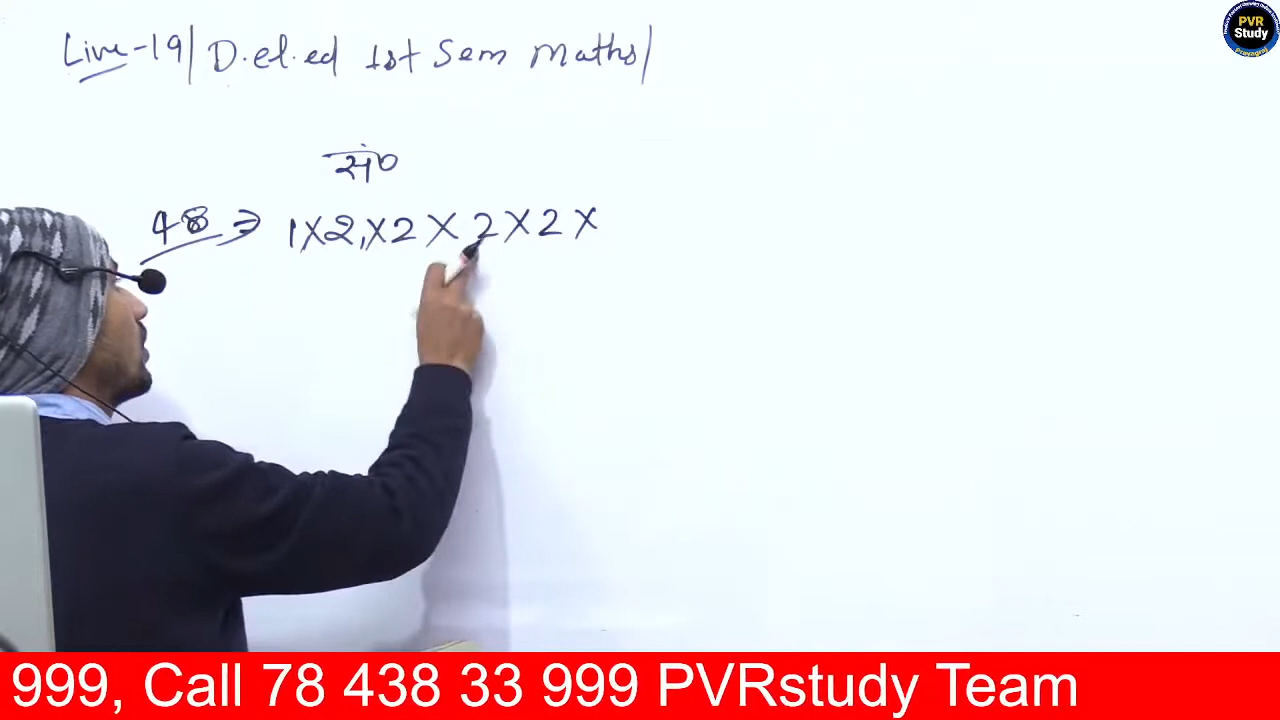 Live-19/ D.el.ed 1st Sem Maths/
PVR
Study
Prayagraj
48 ⇒ 1×2,×2 × 2×2×
999, Call 78 438 33 999 PVRstudy Team